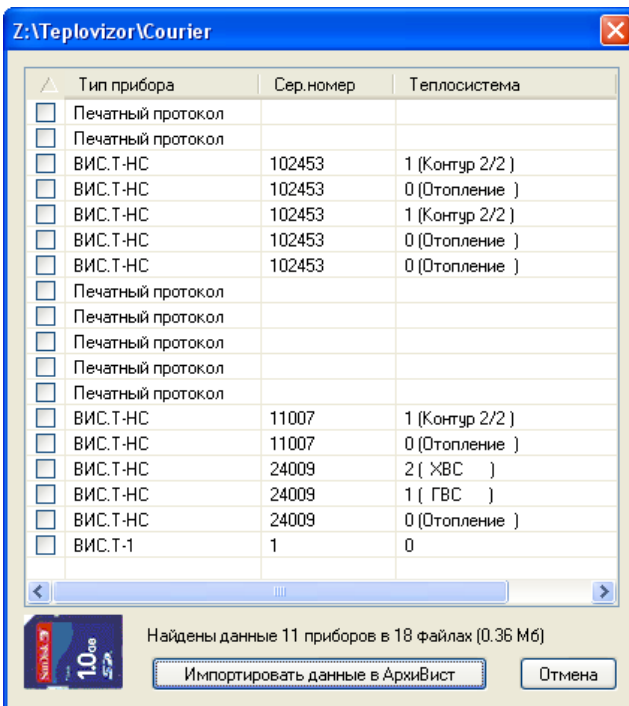 Z:\Teplovizor\Courier
Тип прибора Сер.номер Теплосистема
Печатный протокол
Печатный протокол
ВИС.Т-НС 102453 1 (Контур 2/2 )
ВИС.Т-НС 102453 0 (Отопление )
ВИС.Т-НС 102453 1 (Контур 2/2 )
ВИС.Т-НС 102453 0 (Отопление )
ВИС.Т-НС 102453 0 (Отопление )
Печатный протокол
Печатный протокол
Печатный протокол
Печатный протокол
Печатный протокол
ВИС.Т-НС 11007 1 (Контур 2/2 )
ВИС.Т-НС 11007 0 (Отопление )
ВИС.Т-НС 24009 2 ( ХВС )
ВИС.Т-НС 24009 1 ( ГВС )
ВИС.Т-НС 24009 0 (Отопление )
ВИС.Т-1 1 0
Найдены данные 11 приборов в 18 файлах (0.36 Мб)
1.0GB
Импортировать данные в АрхиВист Отмена